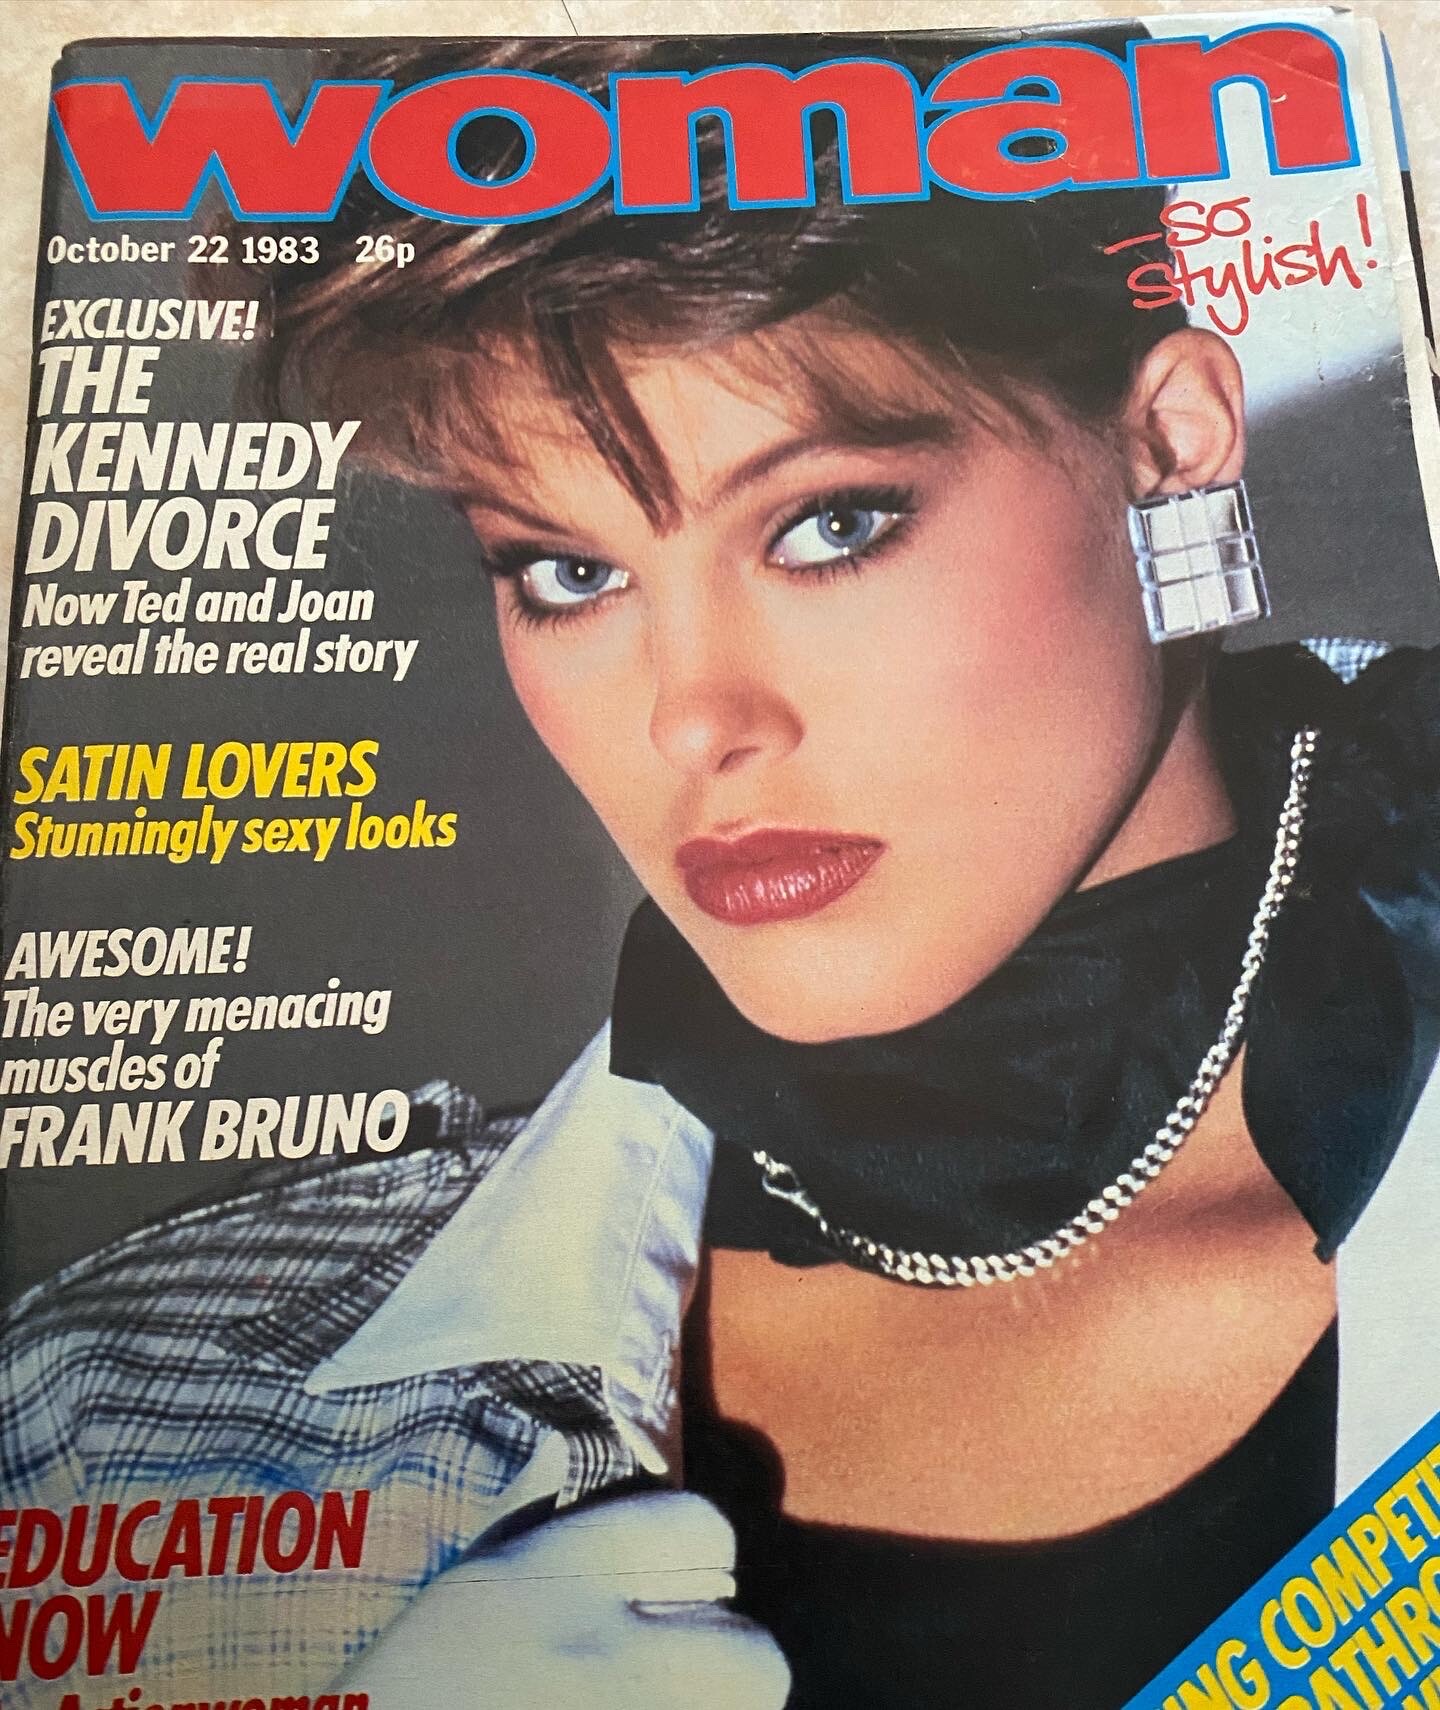 woman
so
stylish!
October 22 1983 26p
EXCLUSIVE!
THE
KENNEDY
DIVORCE
Now Ted and Joan
reveal the real story
SATIN LOVERS
Stunningly sexy looks
AWESOME!
The very menacing
muscles of
FRANK BRUNO
EDUCATION
NOW
Actionwoman